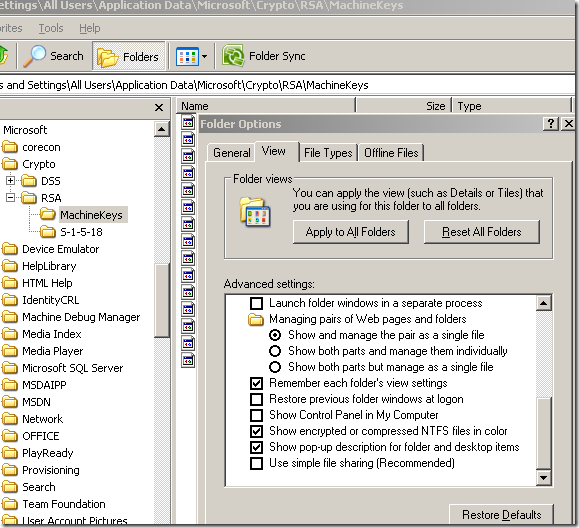 ettings\All Users\Application Data\Microsoft\Crypto\RSA\MachineKeys
orites Tools Help
Search Folders Folder Sync
s and Settings\All Users\Application Data\Microsoft\Crypto\RSA\MachineKeys
Name Size Type
Microsoft
corecon
Crypto
DSS
RSA
MachineKeys
S-1-5-18
Device Emulator
HelpLibrary
HTML Help
IdentityCRL
Machine Debug Manager
Media Index
Media Player
Microsoft SQL Server
MSDAIPP
MSDN
Network
OFFICE
PlayReady
Provisioning
Search
Team Foundation
User Account Pictures
Folder Options
General View File Types Offline Files
Folder views
You can apply the view (such as Details or Tiles) that
you are using for this folder to all folders.
Apply to All Folders Reset All Folders
Advanced settings:
Launch folder windows in a separate process
Managing pairs of Web pages and folders
Show and manage the pair as a single file
Show both parts and manage them individually
Show both parts but manage as a single file
Remember each folder's view settings
Restore previous folder windows at logon
Show Control Panel in My Computer
Show encrypted or compressed NTFS files in color
Show pop-up description for folder and desktop items
Use simple file sharing (Recommended)
Restore Defaults